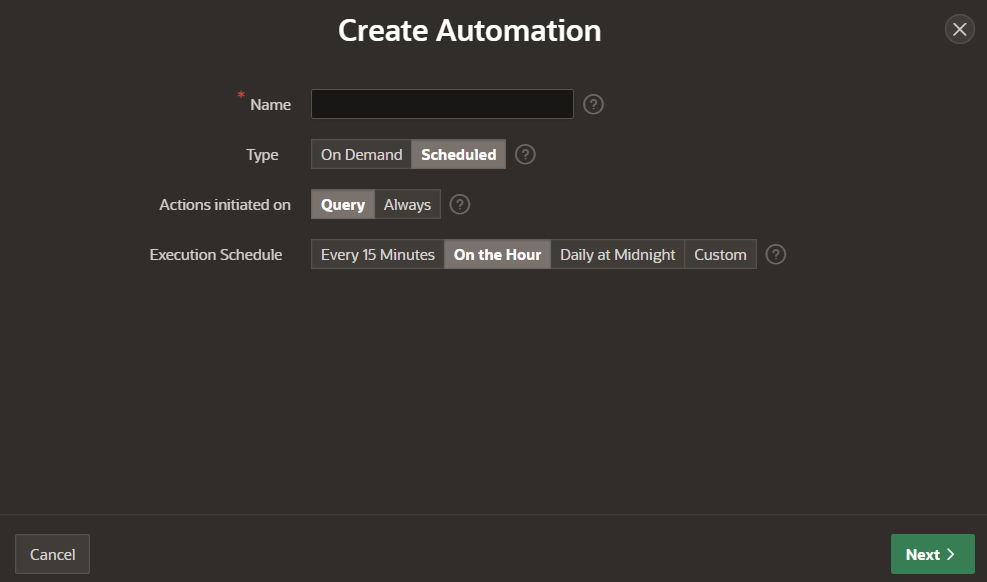 Create Automation
* Name ?
Type On Demand Scheduled ?
Actions initiated on Query Always ?
Execution Schedule Every 15 Minutes On the Hour Daily at Midnight Custom ?
Cancel Next